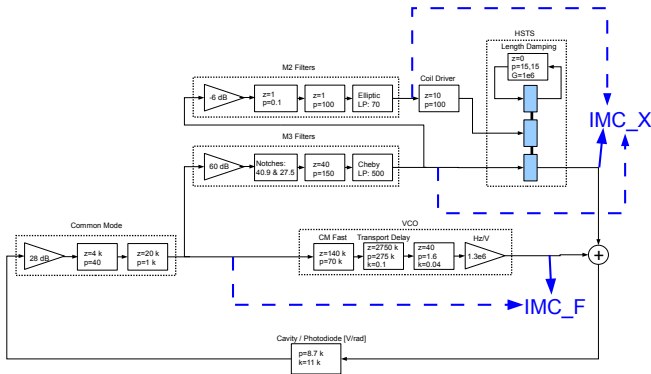 HSTS
Length Damping
z=0
p=15,15
G=1e6
M2 Filters
-6 dB
z=1
p=0.1
z=1
p=100
Elliptic
LP: 70
Coil Driver
z=10
p=100
IMC_X
M3 Filters
60 dB
Notches:
40.9 & 27.5
z=40
p=150
Cheby
LP: 500
Common Mode
28 dB
z=4 k
p=40
z=20 k
p=1 k
VCO
CM Fast
z=140 k
p=70 k
Transport Delay
z=2750 k
p=275 k
k=0.1
z=40
p=1.6
k=0.04
Hz/V
1.3e6
+
IMC_F
Cavity / Photodiode [V/rad]
p=8.7 k
k=11 k